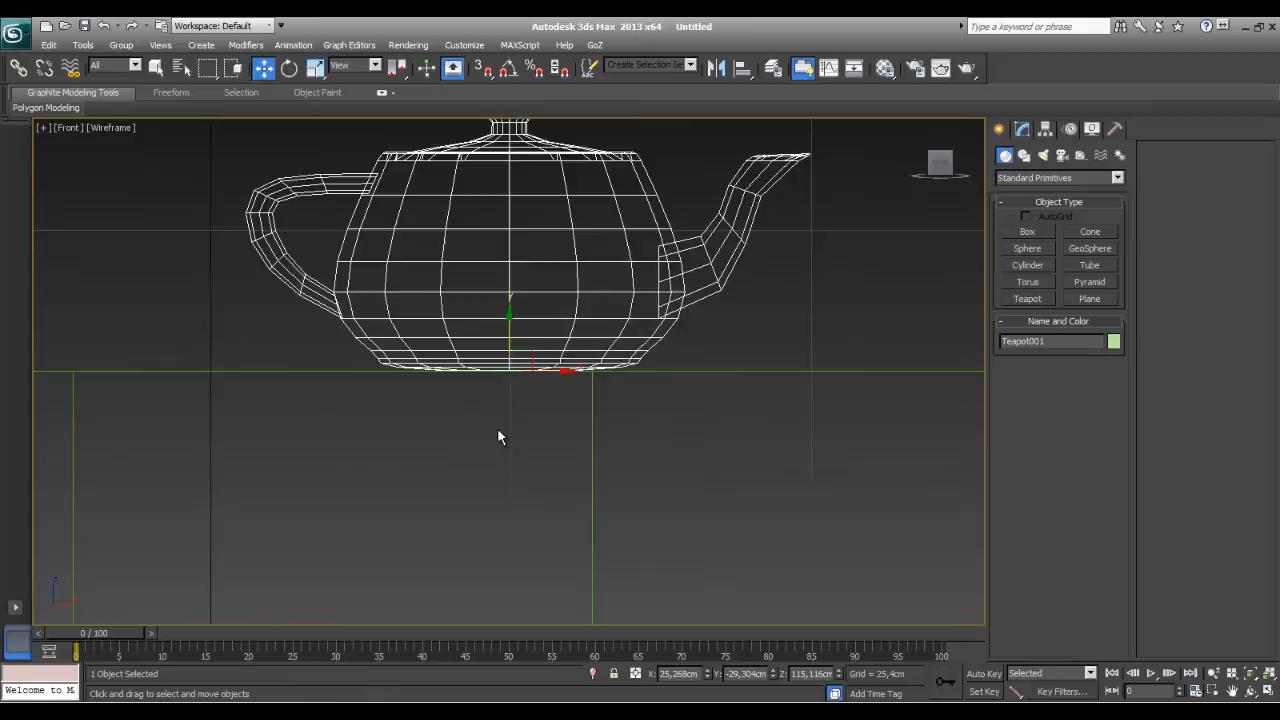 Workspace: Default
Autodesk 3ds Max 2013 x64 Untitled
Type a keyword or phrase
Edit Tools Group Views Create Modifiers Animation Graph Editors Rendering Customize MAXScript Help GoZ
All
View
3
Create Selection Se
Graphite Modeling Tools Freeform Selection Object Paint
Polygon Modeling
[+] [Front] [Wireframe]
Standard Primitives
- Object Type
AutoGrid
Box Cone
Sphere GeoSphere
Cylinder Tube
Torus Pyramid
Teapot Plane
- Name and Color
Teapot001
Y
z
< 0 / 100 >
0 5 10 15 20 25 30 35 40 45 50 55 60 65 70 75 80 85 90 95 100
1 Object Selected
X: 25,268cm Y: -29,304cm Z: 115,116cm Grid = 25,4cm
Auto Key Selected
Welcome to M
Click and drag to select and move objects
Add Time Tag
Set Key Key Filters... 0